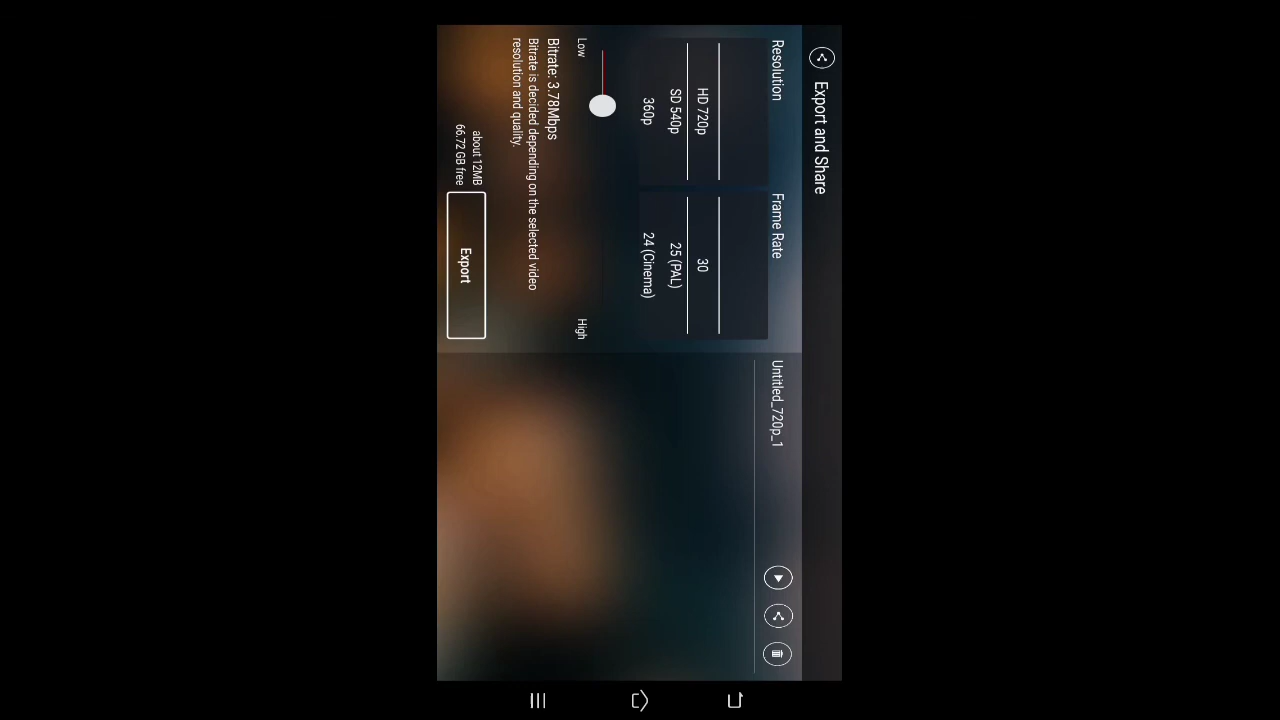 Export and Share
Resolution
HD 720p
SD 540p
360p
Frame Rate
30
25 (PAL)
24 (Cinema)
Low
High
Bitrate: 3.78Mbps
Bitrate is decided depending on the selected video
resolution and quality.
about 12MB
66.72 GB free
Export
Untitled_720p_1